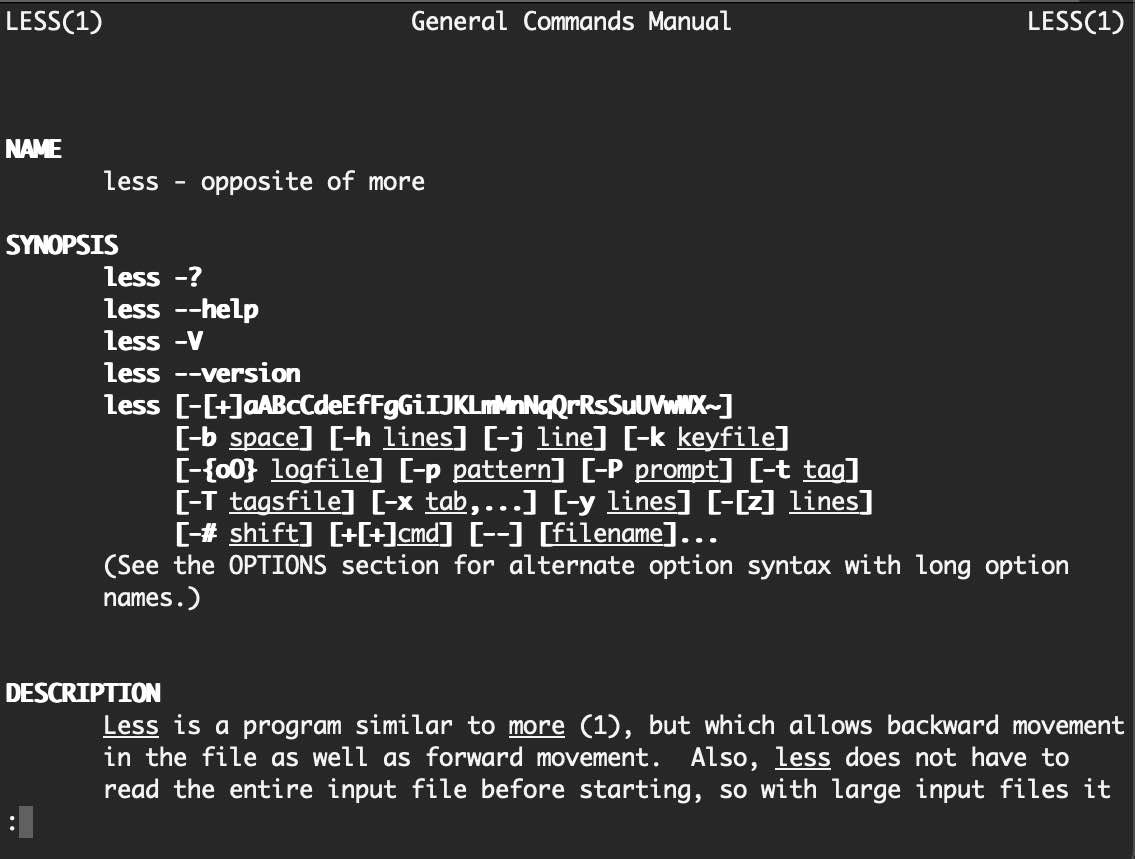 LESS(1) General Commands Manual LESS(1)
NAME
less - opposite of more
SYNOPSIS
less -?
less --help
less -V
less --version
less [-[+]aABcCdeEfFgGiIJKLmMnNqQrRsSuUVwWX~]
[-b space] [-h lines] [-j line] [-k keyfile]
[-{oO} logfile] [-p pattern] [-P prompt] [-t tag]
[-T tagsfile] [-x tab,...] [-y lines] [-[z] lines]
[-# shift] [+[+]cmd] [--] [filename]...
(See the OPTIONS section for alternate option syntax with long option
names.)
DESCRIPTION
Less is a program similar to more (1), but which allows backward movement
in the file as well as forward movement.  Also, less does not have to
read the entire input file before starting, so with large input files it
: